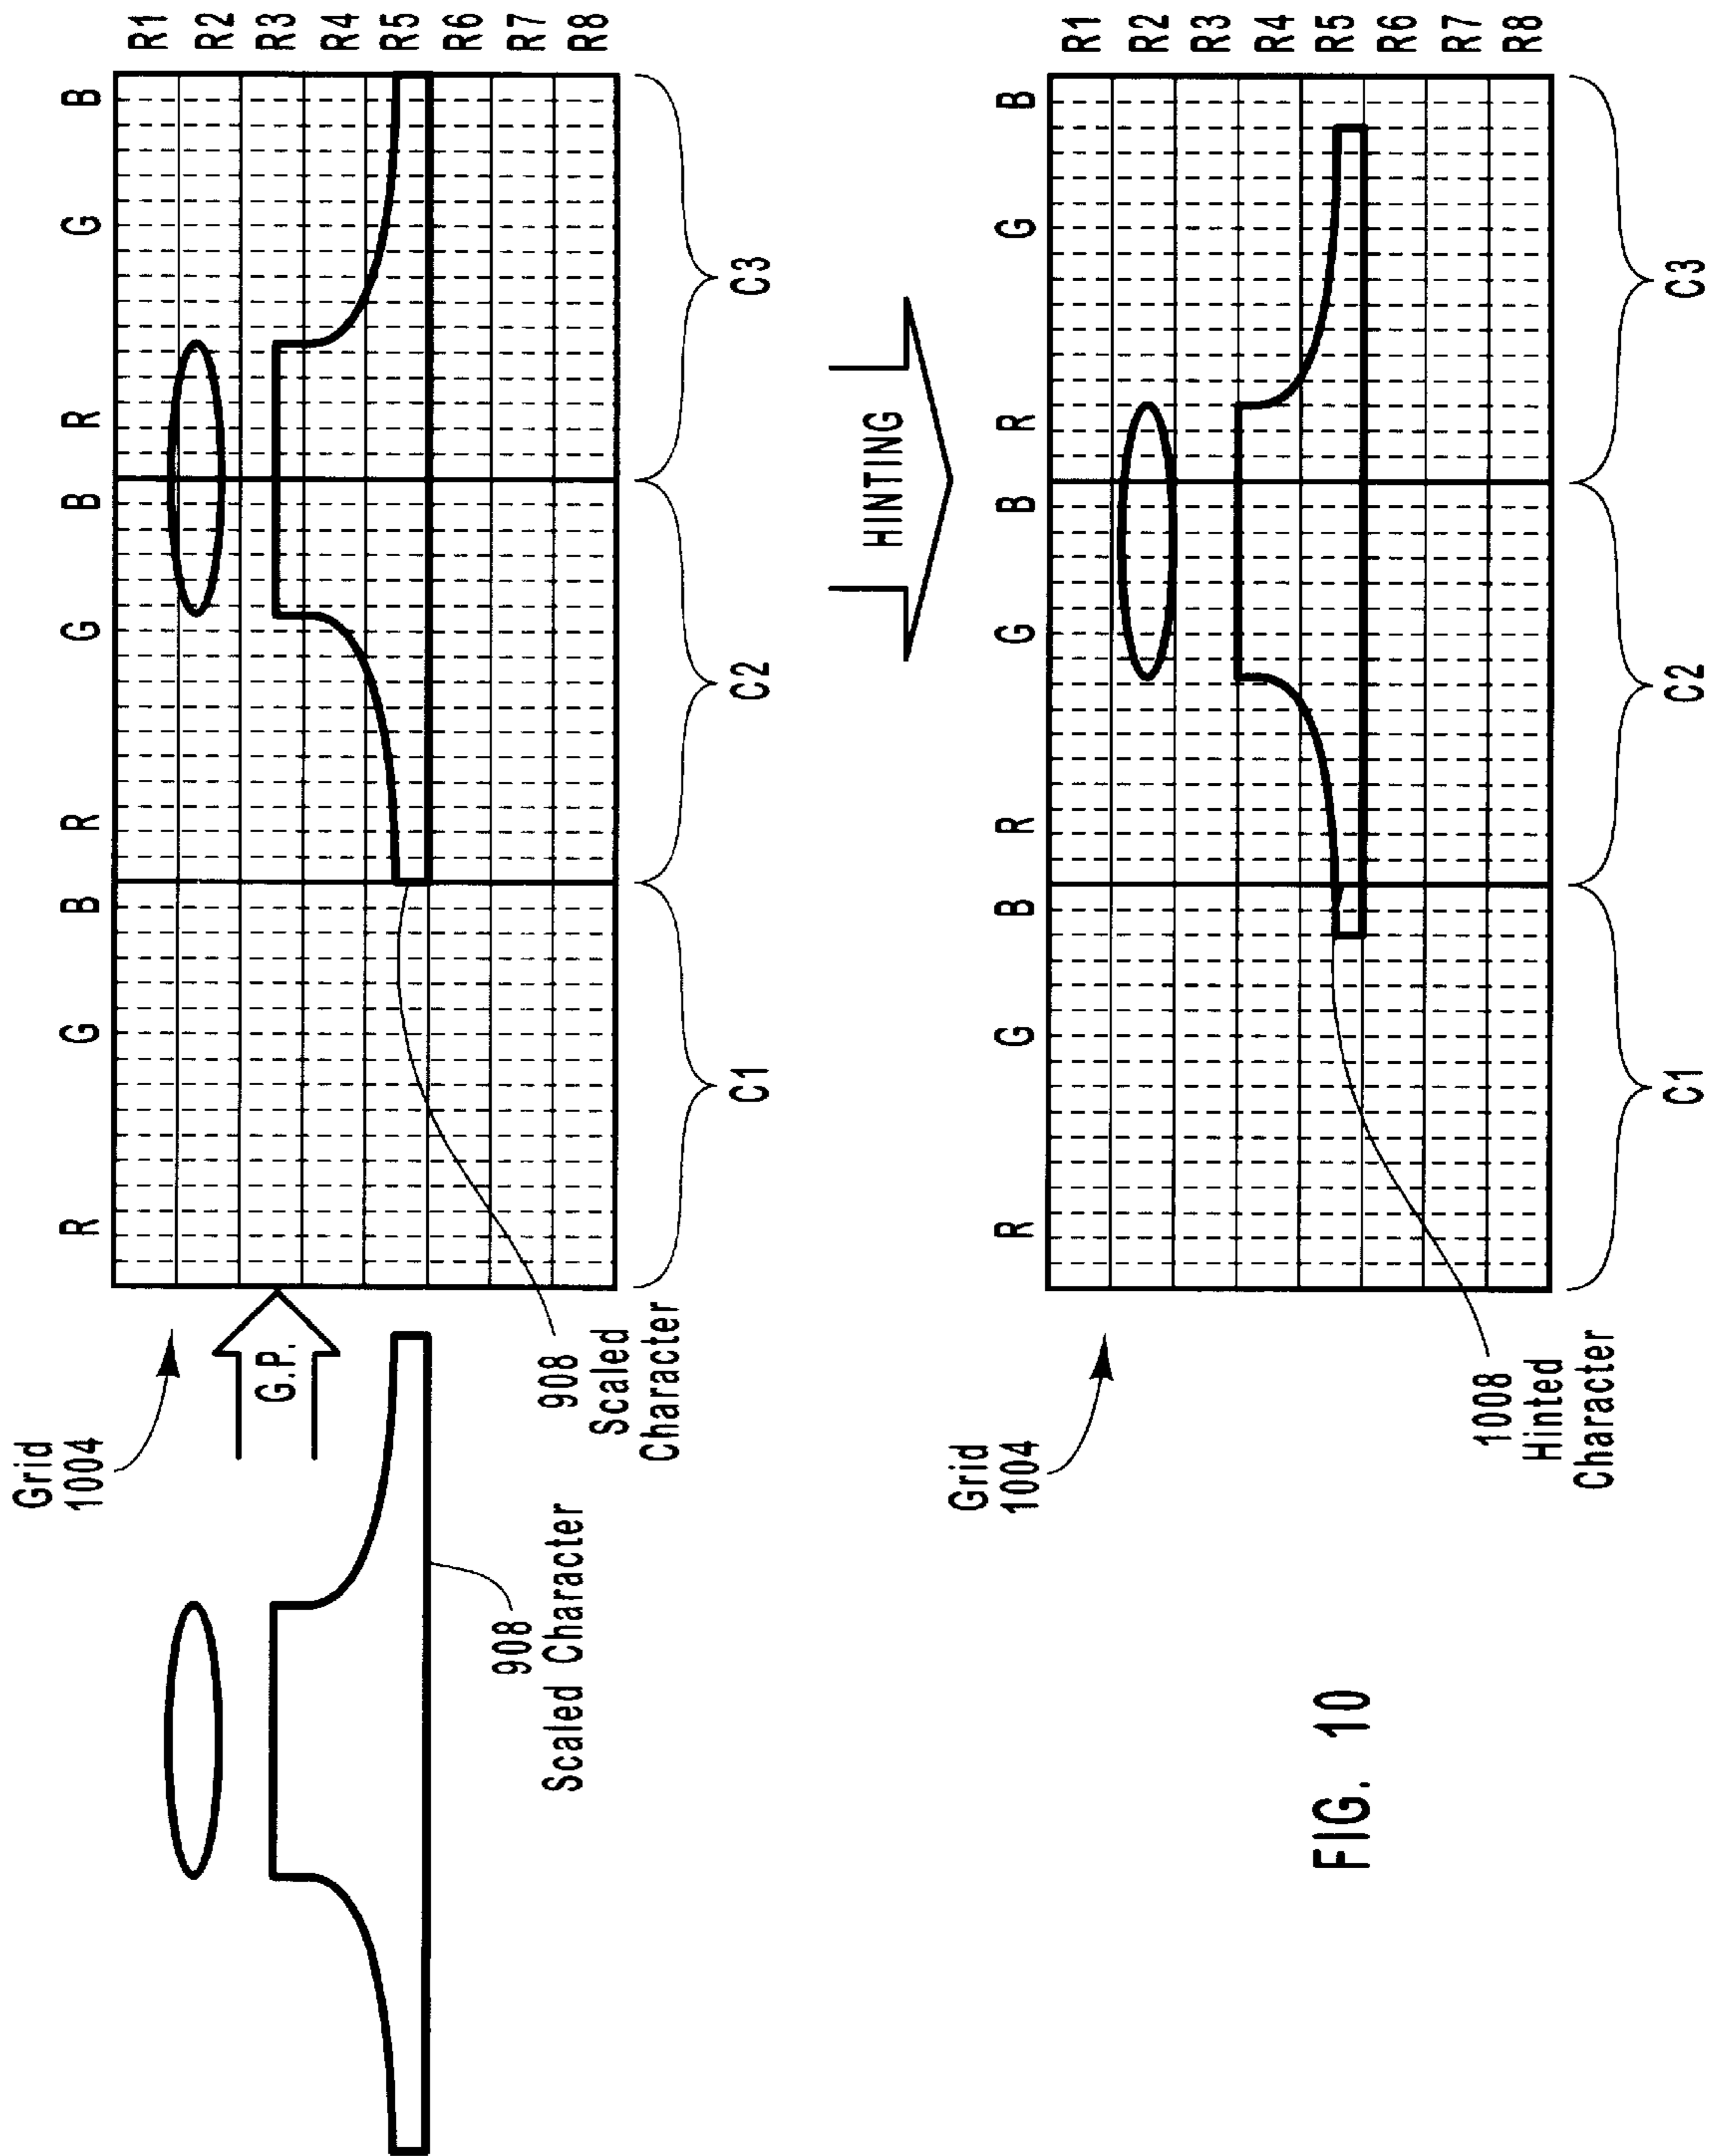 Grid
1004
908
Scaled Character
G.P.
R G B R G B R G B
R1
R2
R3
R4
R5
R6
R7
R8
C1 C2 C3
908
Scaled
Character
HINTING
Grid
1004
R G B R G B R G B
R1
R2
R3
R4
R5
R6
R7
R8
C1 C2 C3
1008
Hinted
Character
FIG. 10